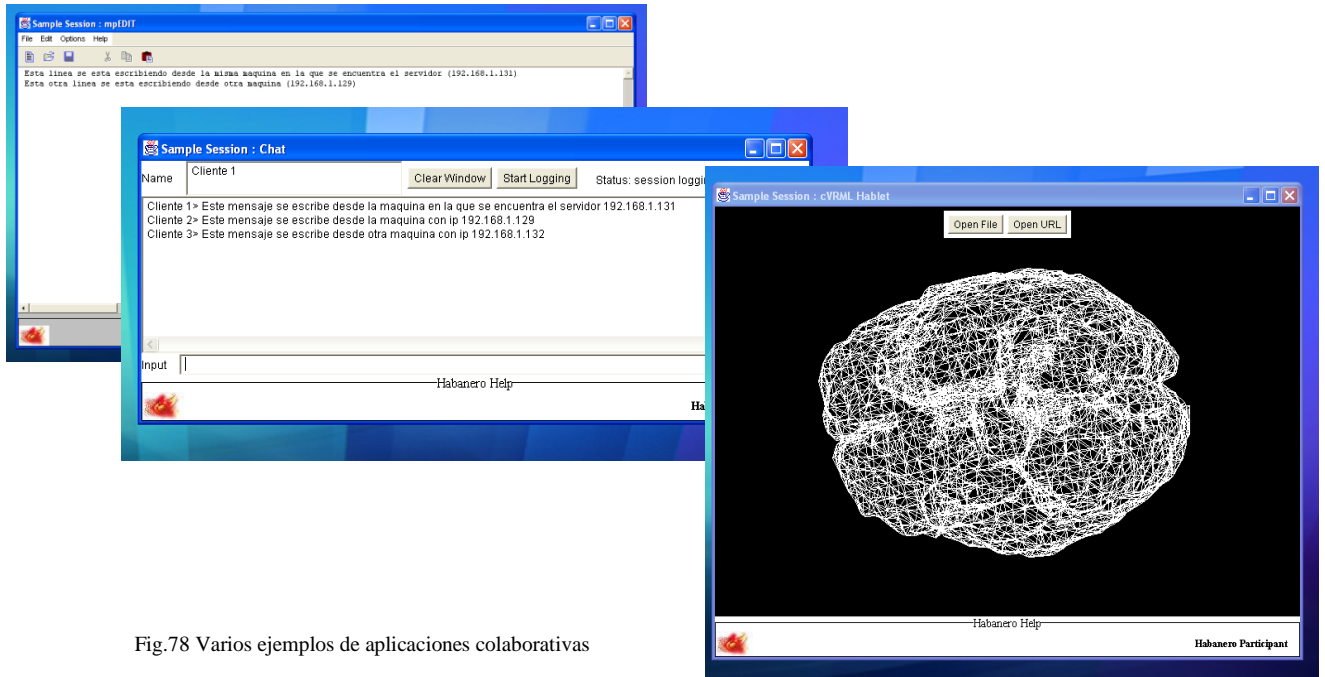 Sample Session : mpEDIT
File Edit Options Help
Esta linea se esta escribiendo desde la misma maquina en la que se encuentra el servidor (192.168.1.131)
Esta otra linea se esta escribiendo desde otra maquina (192.168.1.129)
Sample Session : Chat
Name Cliente 1 Clear Window Start Logging Status: session loggi
Cliente 1> Este mensaje se escribe desde la maquina en la que se encuentra el servidor 192.168.1.131
Cliente 2> Este mensaje se escribe desde la maquina con ip 192.168.1.129
Cliente 3> Este mensaje se escribe desde otra maquina con ip 192.168.1.132
Input
Habanero Help
Ha
Sample Session : cVRML Hablet
Open File Open URL
Habanero Help
Habanero Participant
Fig.78 Varios ejemplos de aplicaciones colaborativas